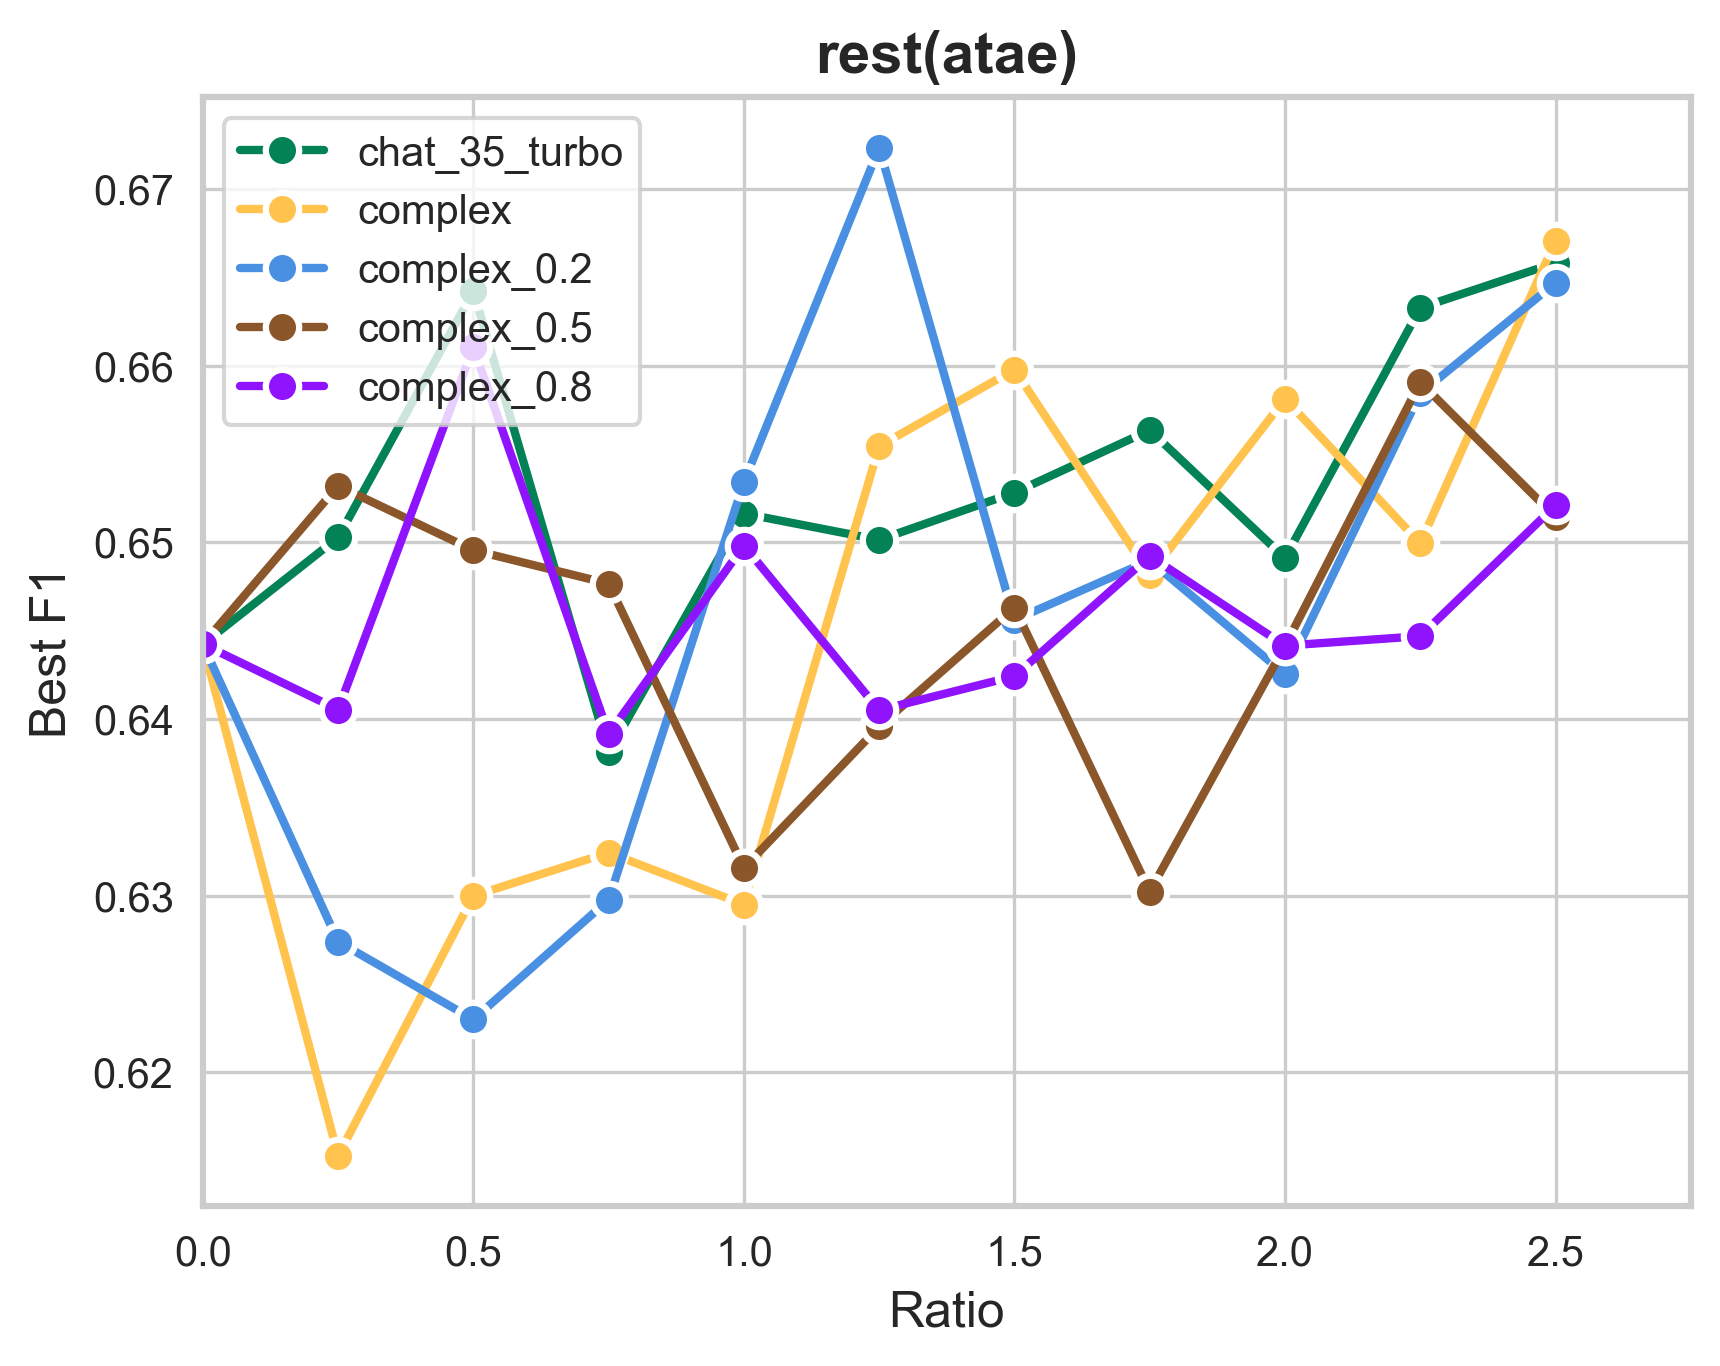 rest(atae)
chat_35_turbo
complex
complex_0.2
complex_0.5
complex_0.8
0.67
0.66
0.65
0.64
0.63
0.62
Best F1
0.0 0.5 1.0 1.5 2.0 2.5
Ratio